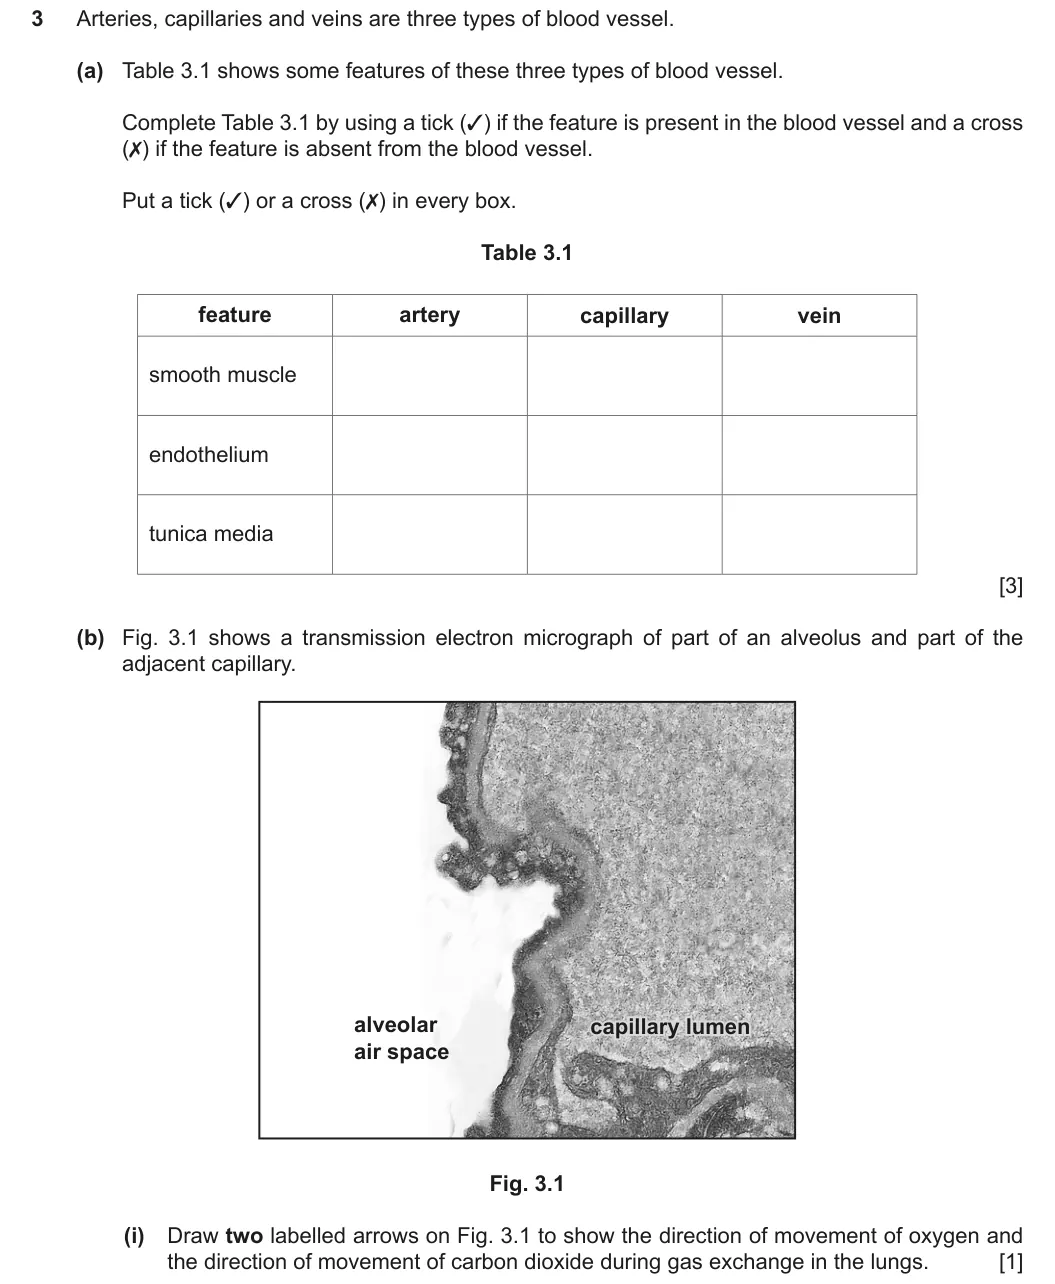 3 Arteries, capillaries and veins are three types of blood vessel.
(a) Table 3.1 shows some features of these three types of blood vessel.
Complete Table 3.1 by using a tick (✓) if the feature is present in the blood vessel and a cross
(✗) if the feature is absent from the blood vessel.
Put a tick (✓) or a cross (✗) in every box.
Table 3.1
feature artery capillary vein
smooth muscle
endothelium
tunica media
[3]
(b) Fig. 3.1 shows a transmission electron micrograph of part of an alveolus and part of the
adjacent capillary.
alveolar
air space
capillary lumen
Fig. 3.1
(i) Draw two labelled arrows on Fig. 3.1 to show the direction of movement of oxygen and
the direction of movement of carbon dioxide during gas exchange in the lungs. [1]